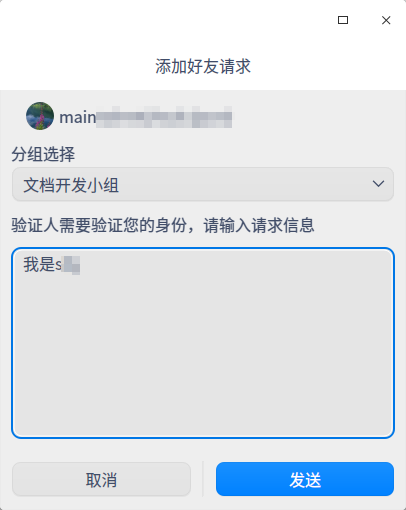 添加好友请求
main
分组选择
文档开发小组
验证人需要验证您的身份，请输入请求信息
我是s
取消
发送